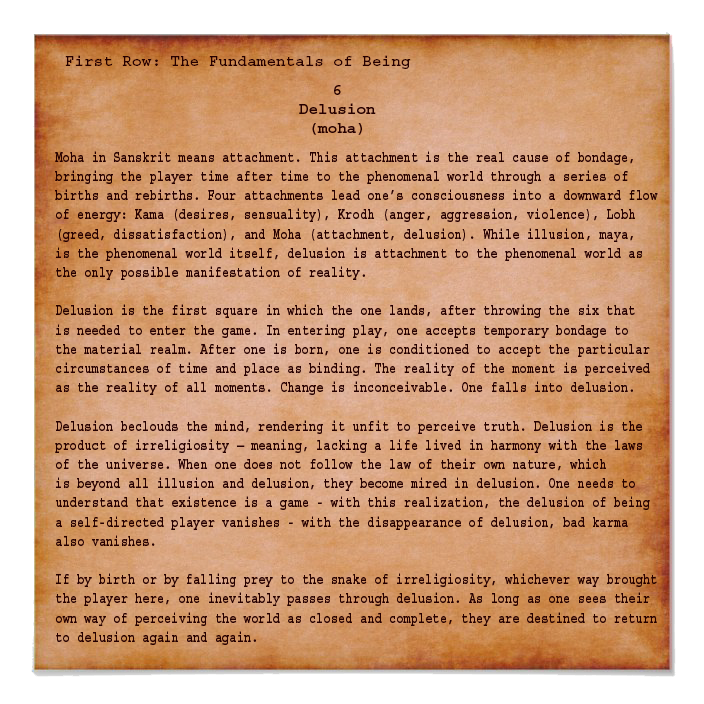 First Row: The Fundamentals of Being
6
Delusion
(moha)
Moha in Sanskrit means attachment. This attachment is the real cause of bondage,
bringing the player time after time to the phenomenal world through a series of
births and rebirths. Four attachments lead one's consciousness into a downward flow
of energy: Kama (desires, sensuality), Krodh (anger, aggression, violence), Lobh
(greed, dissatisfaction), and Moha (attachment, delusion). While illusion, maya,
is the phenomenal world itself, delusion is attachment to the phenomenal world as
the only possible manifestation of reality.
Delusion is the first square in which the one lands, after throwing the six that
is needed to enter the game. In entering play, one accepts temporary bondage to
the material realm. After one is born, one is conditioned to accept the particular
circumstances of time and place as binding. The reality of the moment is perceived
as the reality of all moments. Change is inconceivable. One falls into delusion.
Delusion beclouds the mind, rendering it unfit to perceive truth. Delusion is the
product of irreligiosity – meaning, lacking a life lived in harmony with the laws
of the universe. When one does not follow the law of their own nature, which
is beyond all illusion and delusion, they become mired in delusion. One needs to
understand that existence is a game - with this realization, the delusion of being
a self-directed player vanishes - with the disappearance of delusion, bad karma
also vanishes.
If by birth or by falling prey to the snake of irreligiosity, whichever way brought
the player here, one inevitably passes through delusion. As long as one sees their
own way of perceiving the world as closed and complete, they are destined to return
to delusion again and again.